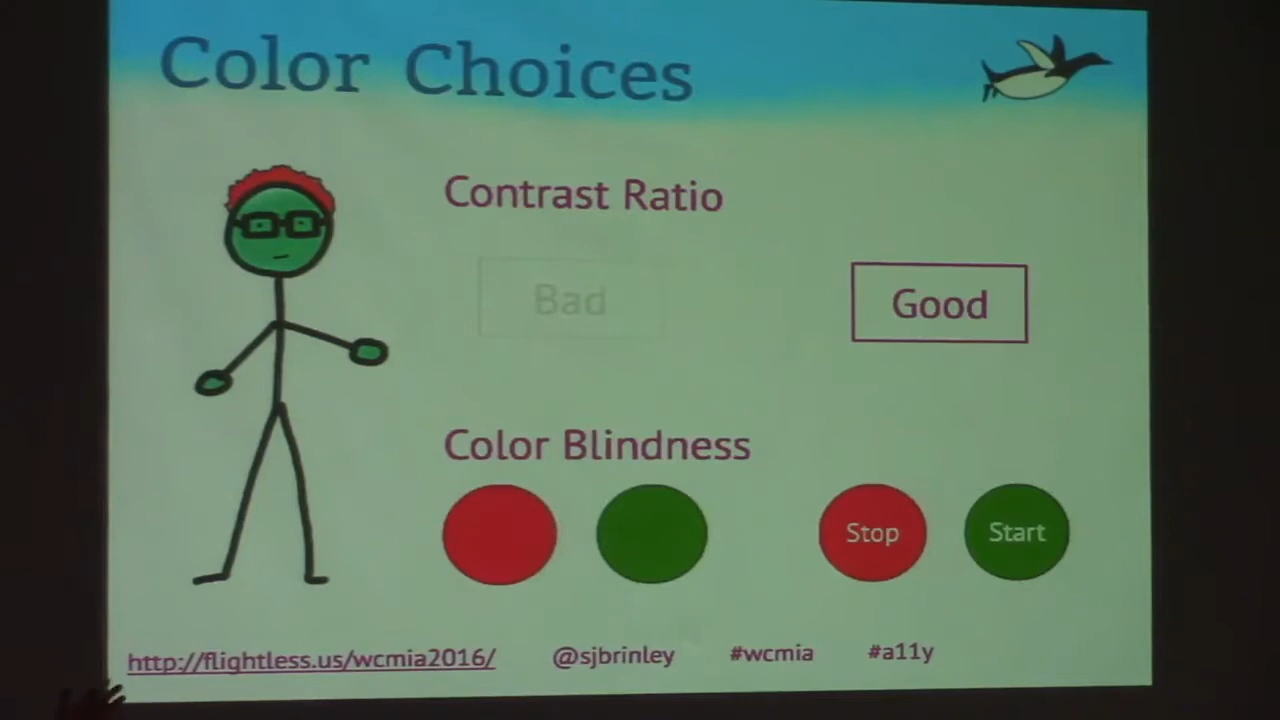 Color Choices
Contrast Ratio
Bad
Good
Color Blindness
Stop
Start
http://flightless.us/wcmia2016/ @sjbrinley #wcmia #a11y